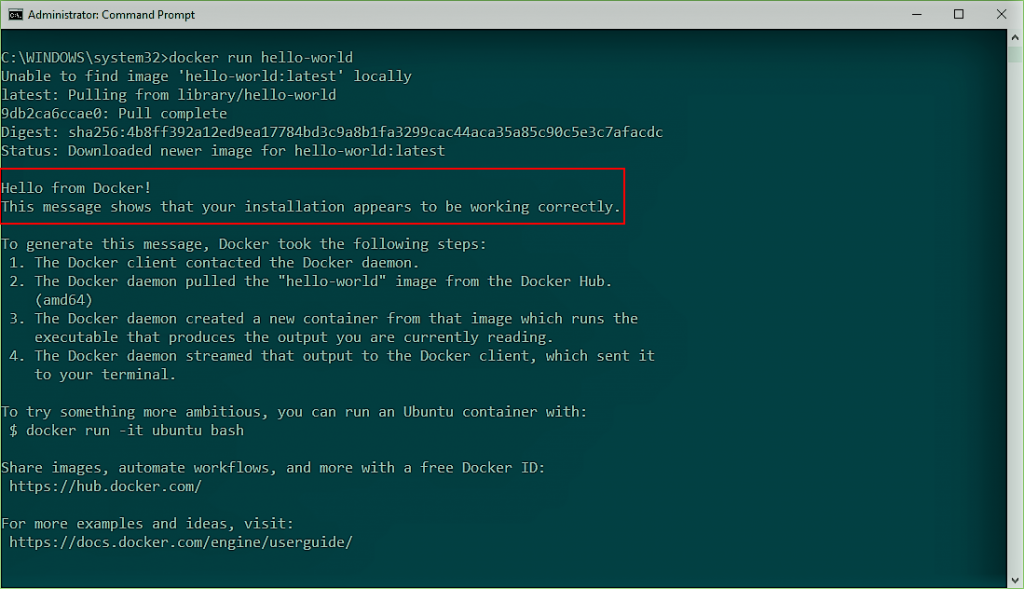 Administrator: Command Prompt
C:\WINDOWS\system32>docker run hello-world
Unable to find image 'hello-world:latest' locally
latest: Pulling from library/hello-world
9db2ca6ccae0: Pull complete
Digest: sha256:4b8ff392a12ed9ea17784bd3c9a8b1fa3299cac44aca35a85c90c5e3c7afacdc
Status: Downloaded newer image for hello-world:latest
Hello from Docker!
This message shows that your installation appears to be working correctly.
To generate this message, Docker took the following steps:
1. The Docker client contacted the Docker daemon.
2. The Docker daemon pulled the "hello-world" image from the Docker Hub.
(amd64)
3. The Docker daemon created a new container from that image which runs the
executable that produces the output you are currently reading.
4. The Docker daemon streamed that output to the Docker client, which sent it
to your terminal.
To try something more ambitious, you can run an Ubuntu container with:
$ docker run -it ubuntu bash
Share images, automate workflows, and more with a free Docker ID:
https://hub.docker.com/
For more examples and ideas, visit:
https://docs.docker.com/engine/userguide/